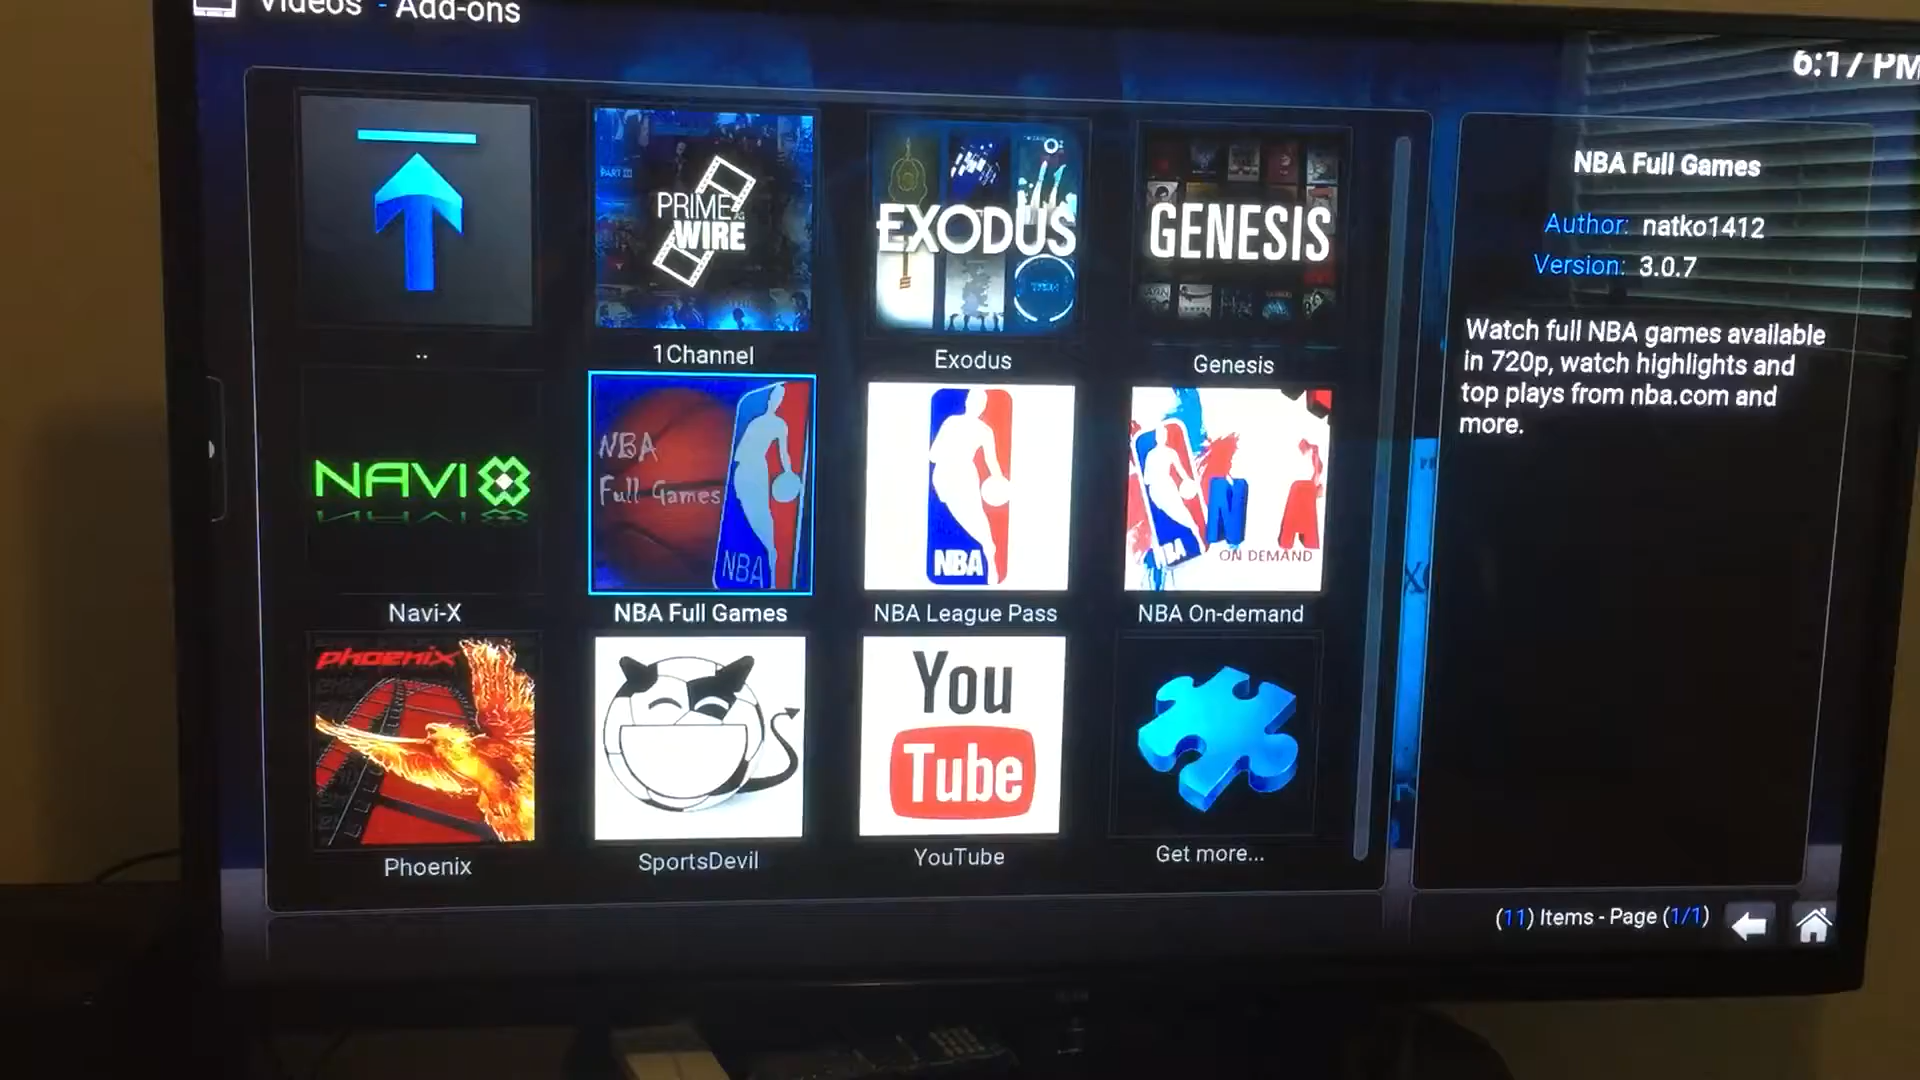 Videos - Add-ons
6:17 PM
PART III
PRIME
WIRE
EXODUS
GENESIS
..
1Channel
Exodus
Genesis
NAVI
NBA
Full Games
NBA
NBA
ON DEMAND
Navi-X
NBA Full Games
NBA League Pass
NBA On-demand
phoenix
You
Tube
Phoenix
SportsDevil
YouTube
Get more...
NBA Full Games
Author: natko1412
Version: 3.0.7
Watch full NBA games available
in 720p, watch highlights and
top plays from nba.com and
more.
(11) Items - Page (1/1)